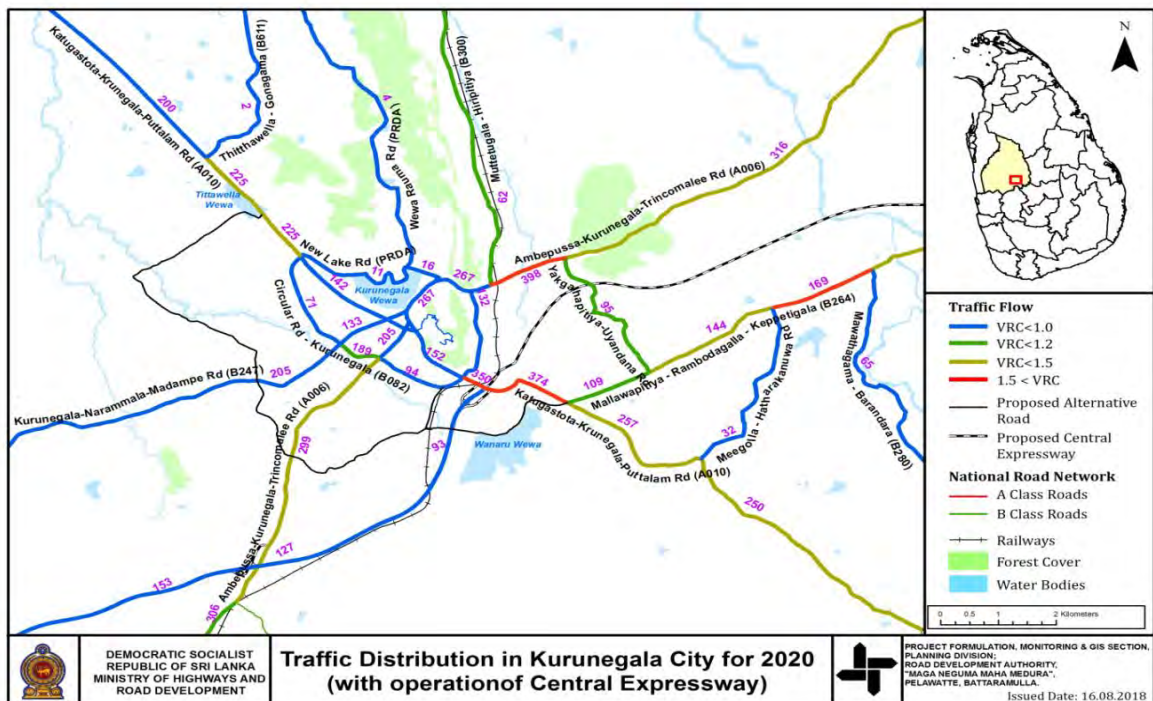 Katugastota-Krunegala-Puttalam Rd (A010)
200
Thitthawella - Gonagama (B611)
2
225
Tittawella
Wewa
225
4
Wewa Rauma Rd (PRDA)
Muttetugala - Hiripitiya (B300)
62
Ambepussa-Kurunegala-Trincomalee Rd (A006)
316
New Lake Rd (PRDA)
11
16
Kurunegala
Wewa
267
267
398
132
142
71
Circular Rd - Kurunegala (B082)
133
205
189
152
94
205
Kurunegala-Narammala-Madampe Rd (B247)
350
374
Yakgahapitiya-Uyandana R
95
109
144
169
Mallawapitiya - Rambodagalla - Keppetigala (B264)
257
Katugastota-Krunegala-Puttalam Rd (A010)
Meegolla - Hatharakanuwa Rd
32
Mawathagama - Barandara (B280)
65
250
Wanaru Wewa
93
299
Ambepussa-Kurunegala-Trincomalee Rd (A006)
127
153
306
N
Traffic Flow
VRC<1.0
VRC<1.2
VRC<1.5
1.5 < VRC
Proposed Alternative
Road
Proposed Central
Expressway
National Road Network
A Class Roads
B Class Roads
Railways
Forest Cover
Water Bodies
0 0.5 1 2 Kilometers
DEMOCRATIC SOCIALIST
REPUBLIC OF SRI LANKA
MINISTRY OF HIGHWAYS AND
ROAD DEVELOPMENT
Traffic Distribution in Kurunegala City for 2020
(with operationof Central Expressway)
PROJECT FORMULATION, MONITORING & GIS SECTION,
PLANNING DIVISION;
ROAD DEVELOPMENT AUTHORITY,
"MAGA NEGUMA MAHA MEDURA",
PELAWATTE, BATTARAMULLA.
Issued Date: 16.08.2018